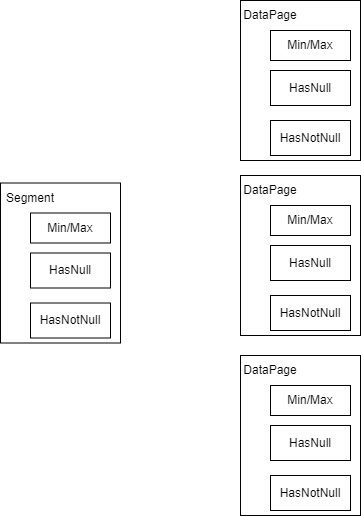 DataPage
Min/Max
HasNull
HasNotNull
Segment
Min/Max
HasNull
HasNotNull
DataPage
Min/Max
HasNull
HasNotNull
DataPage
Min/Max
HasNull
HasNotNull